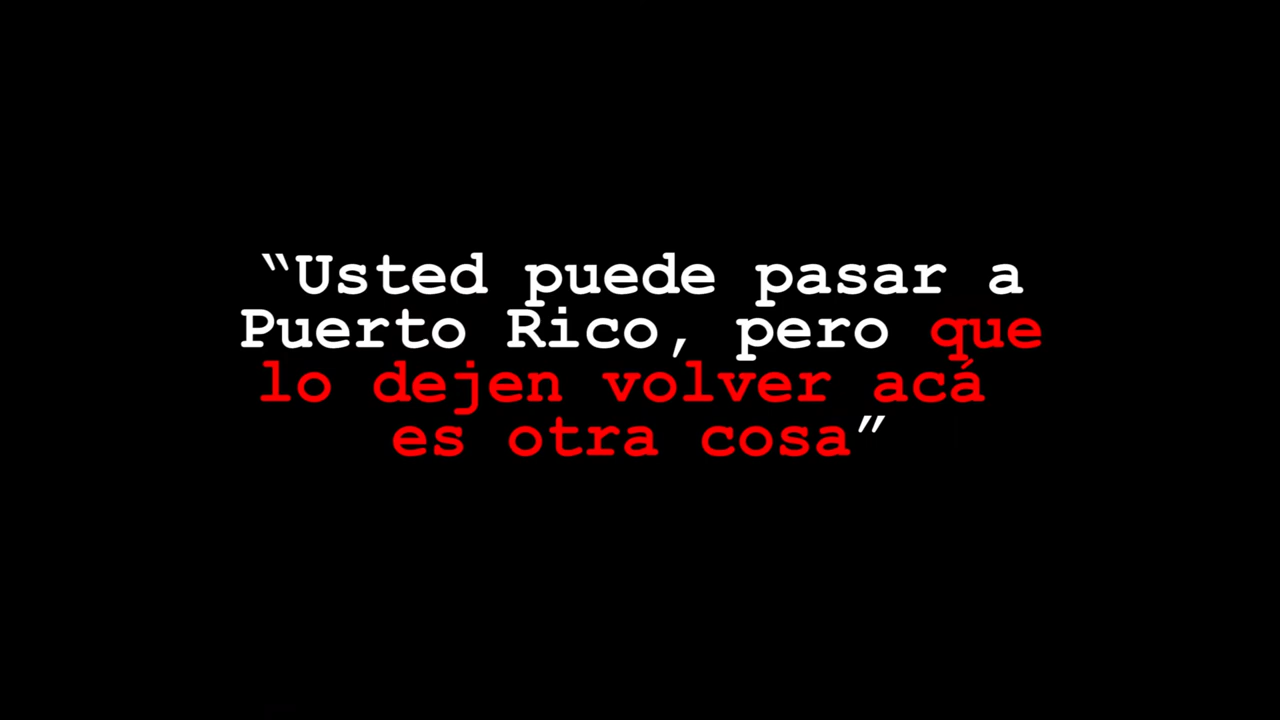 “Usted puede pasar a
Puerto Rico, pero que
lo dejen volver acá
es otra cosa”